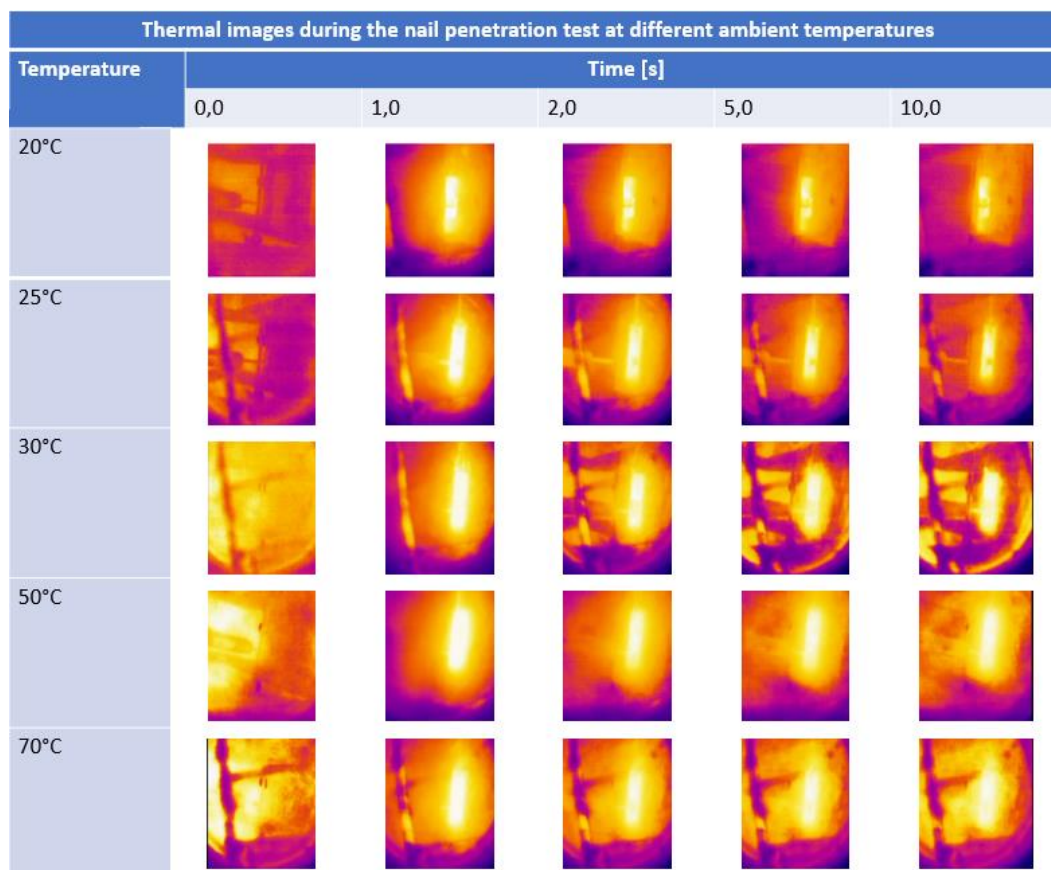 Thermal images during the nail penetration test at different ambient temperatures
Temperature
Time [s]
0,0
1,0
2,0
5,0
10,0
20°C
25°C
30°C
50°C
70°C